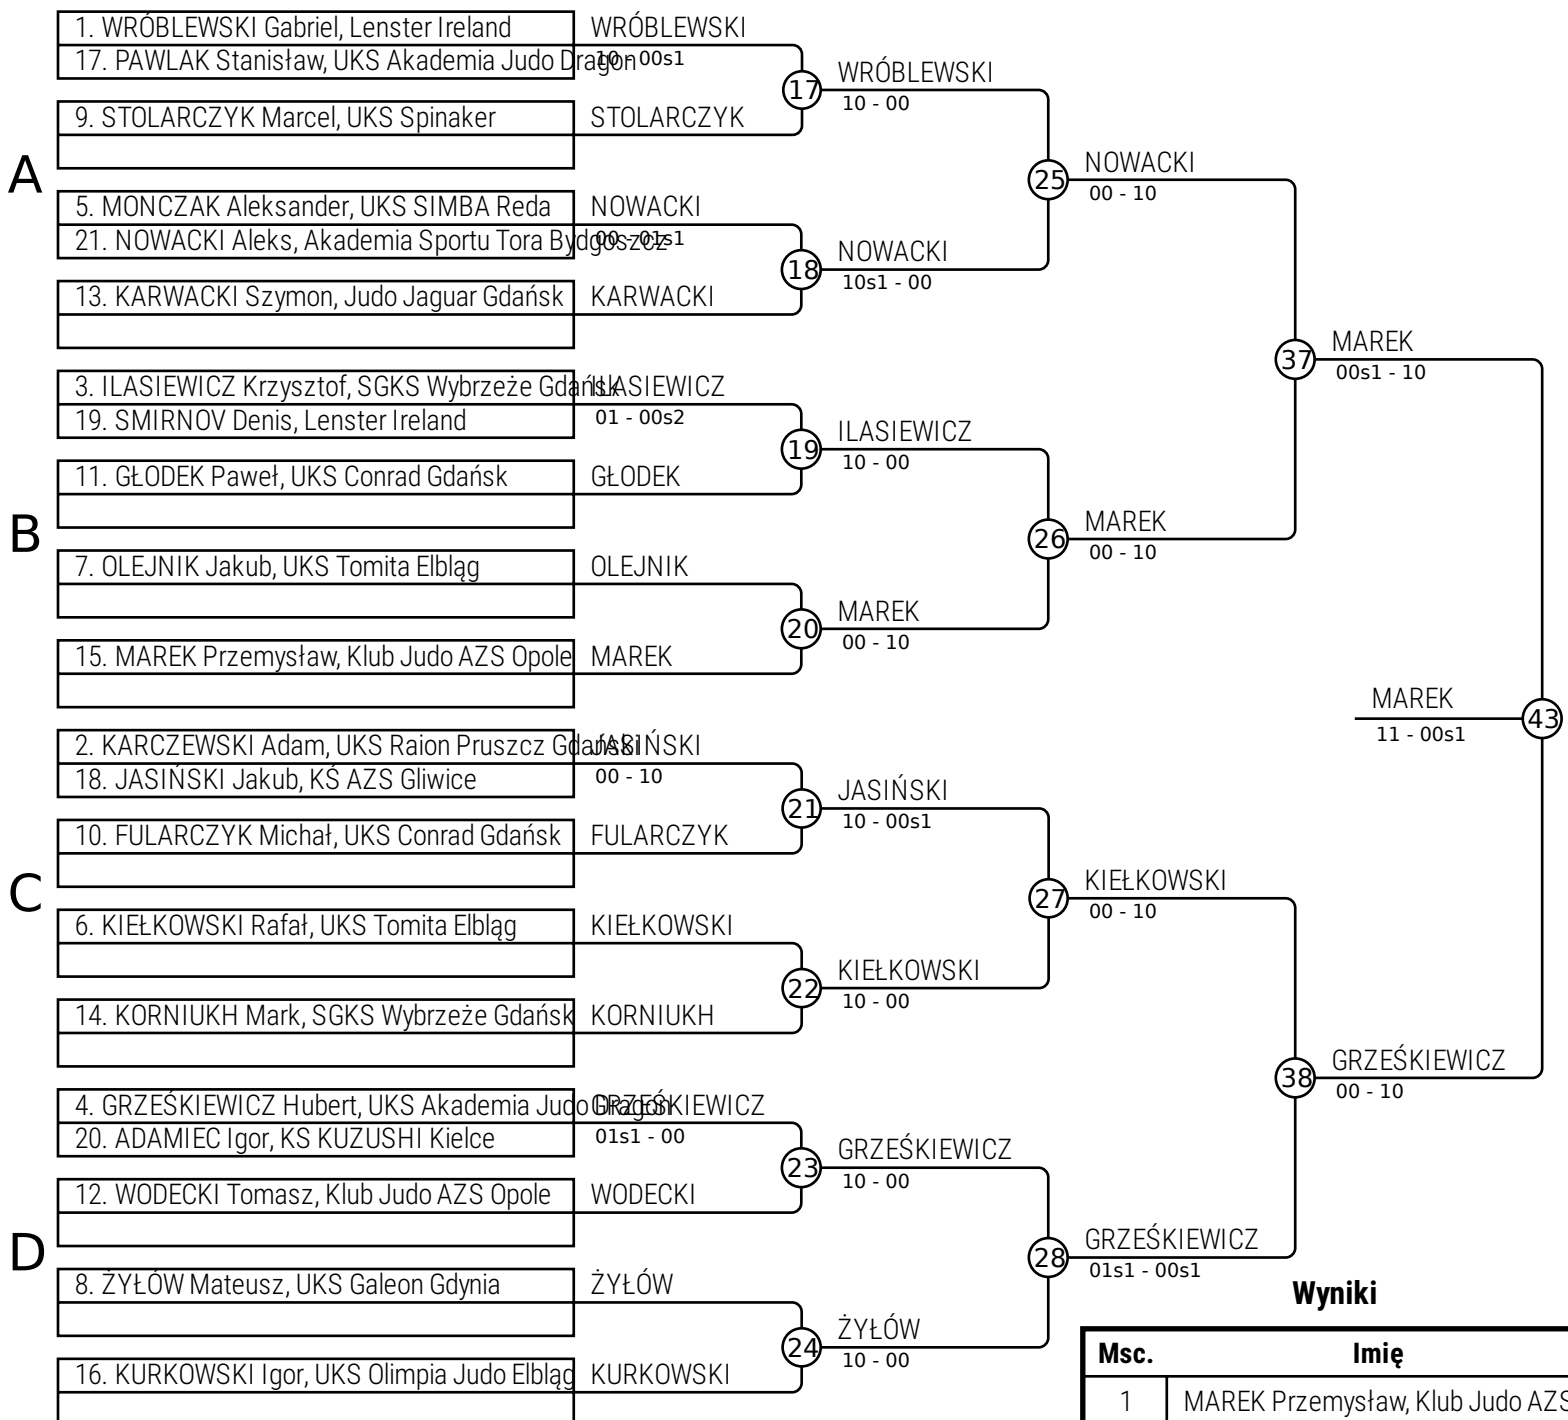 A
1. WRÓBLEWSKI Gabriel, Lenster Ireland
17. PAWLAK Stanisław, UKS Akademia Judo Dragon
9. STOLARCZYK Marcel, UKS Spinaker
5. MONCZAK Aleksander, UKS SIMBA Reda
21. NOWACKI Aleks, Akademia Sportu Tora Bydgoszcz
13. KARWACKI Szymon, Judo Jaguar Gdańsk
B
3. ILASIEWICZ Krzysztof, SGKS Wybrzeże Gdańsk
19. SMIRNOV Denis, Lenster Ireland
11. GŁODEK Paweł, UKS Conrad Gdańsk
7. OLEJNIK Jakub, UKS Tomita Elbląg
15. MAREK Przemysław, Klub Judo AZS Opole
C
2. KARCZEWSKI Adam, UKS Raion Pruszcz Gdański
18. JASIŃSKI Jakub, KŚ AZS Gliwice
10. FULARCZYK Michał, UKS Conrad Gdańsk
6. KIEŁKOWSKI Rafał, UKS Tomita Elbląg
14. KORNIUKH Mark, SGKS Wybrzeże Gdańsk
D
4. GRZEŚKIEWICZ Hubert, UKS Akademia Judo Dragon
20. ADAMIEC Igor, KS KUZUSHI Kielce
12. WODECKI Tomasz, Klub Judo AZS Opole
8. ŻYŁÓW Mateusz, UKS Galeon Gdynia
16. KURKOWSKI Igor, UKS Olimpia Judo Elbląg
WRÓBLEWSKI
10 - 00s1
STOLARCZYK
NOWACKI
00 - 01s1
KARWACKI
ILASIEWICZ
01 - 00s2
GŁODEK
OLEJNIK
MAREK
JASIŃSKI
00 - 10
FULARCZYK
KIEŁKOWSKI
KORNIUKH
GRZEŚKIEWICZ
01s1 - 00
WODECKI
ŻYŁÓW
KURKOWSKI
17
WRÓBLEWSKI
10 - 00
18
NOWACKI
10s1 - 00
19
ILASIEWICZ
10 - 00
20
MAREK
00 - 10
21
JASIŃSKI
10 - 00s1
22
KIEŁKOWSKI
10 - 00
23
GRZEŚKIEWICZ
10 - 00
24
ŻYŁÓW
10 - 00
25
NOWACKI
00 - 10
26
MAREK
00 - 10
27
KIEŁKOWSKI
00 - 10
28
GRZEŚKIEWICZ
01s1 - 00s1
37
MAREK
00s1 - 10
38
GRZEŚKIEWICZ
00 - 10
MAREK
11 - 00s1
43
Wyniki
Msc. Imię
1 MAREK Przemysław, Klub Judo AZS